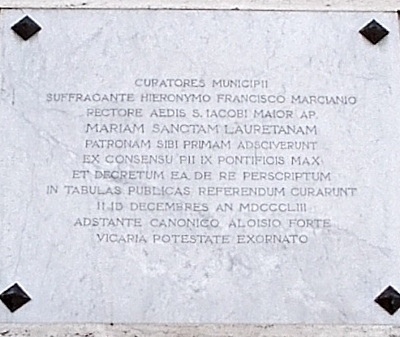 CURATORES MUNICIPII
SUFFRAGANTE HIERONYMO FRANCISCO MARCIANIO
RECTORE AEDIS S. IACOBI MAIOR AP.
MARIAM SANCTAM LAURETANAM
PATRONAM SIBI PRIMAM ADSCIVERUNT
EX CONSENSU PII IX PONTIFICIS MAX
ET DECRETUM EA DE RE PERSCRIPTUM
IN TABULAS PUBLICAS REFERENDUM CURARUNT
DECEMBRES AN MDCCCLIII
ADSTANTE CANONICO ALOISIO FORTE
VICARIA POTESTATE EXORNATO